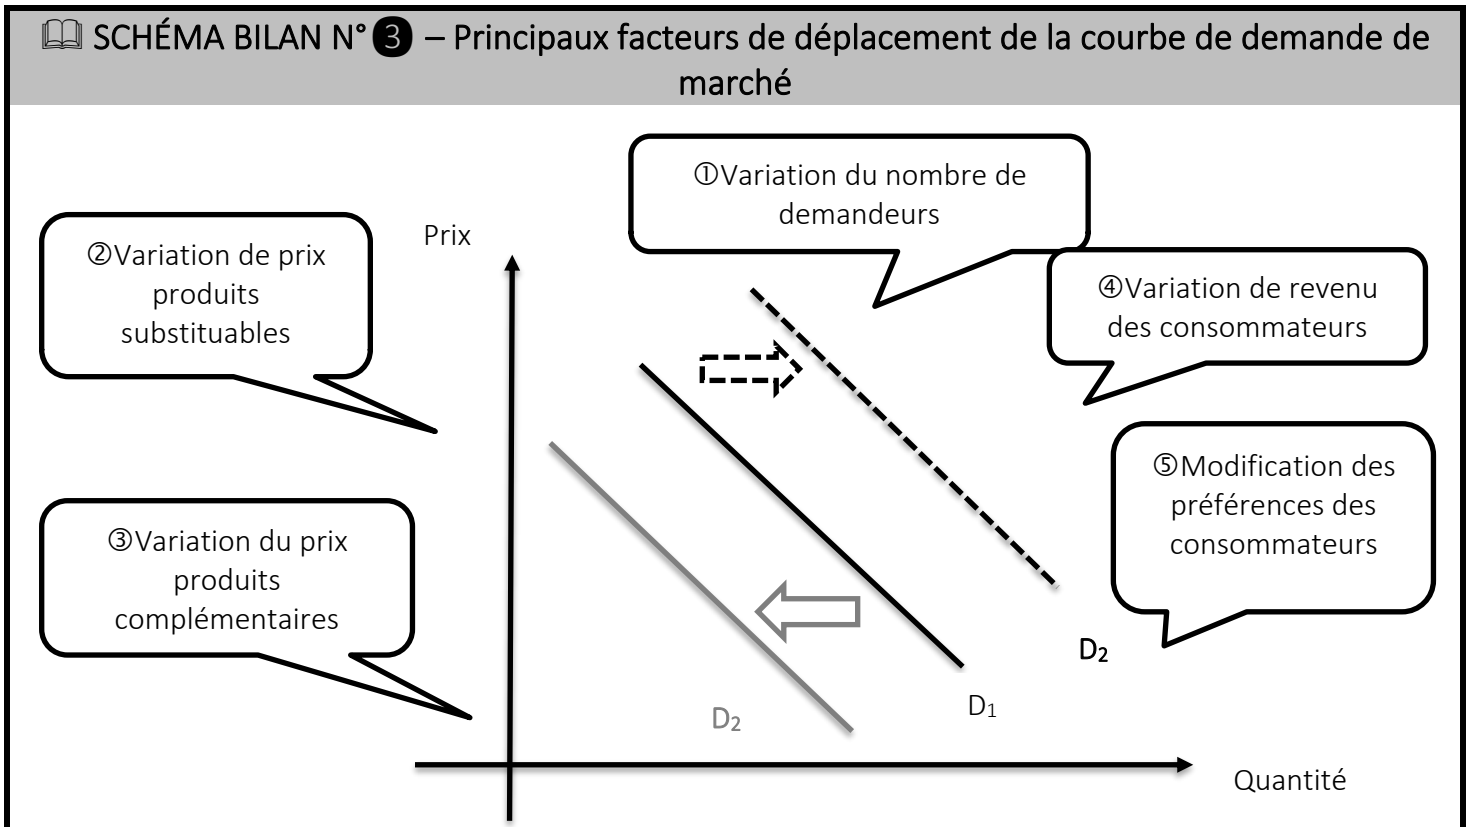 🕮 SCHÉMA BILAN N°❸ – Principaux facteurs de déplacement de la courbe de demande de
marché
①Variation du nombre de
demandeurs
②Variation de prix
produits
substituables
Prix
④Variation de revenu
des consommateurs
⑤Modification des
préférences des
consommateurs
③Variation du prix
produits
complémentaires
D₂
D₁
D₂
Quantité